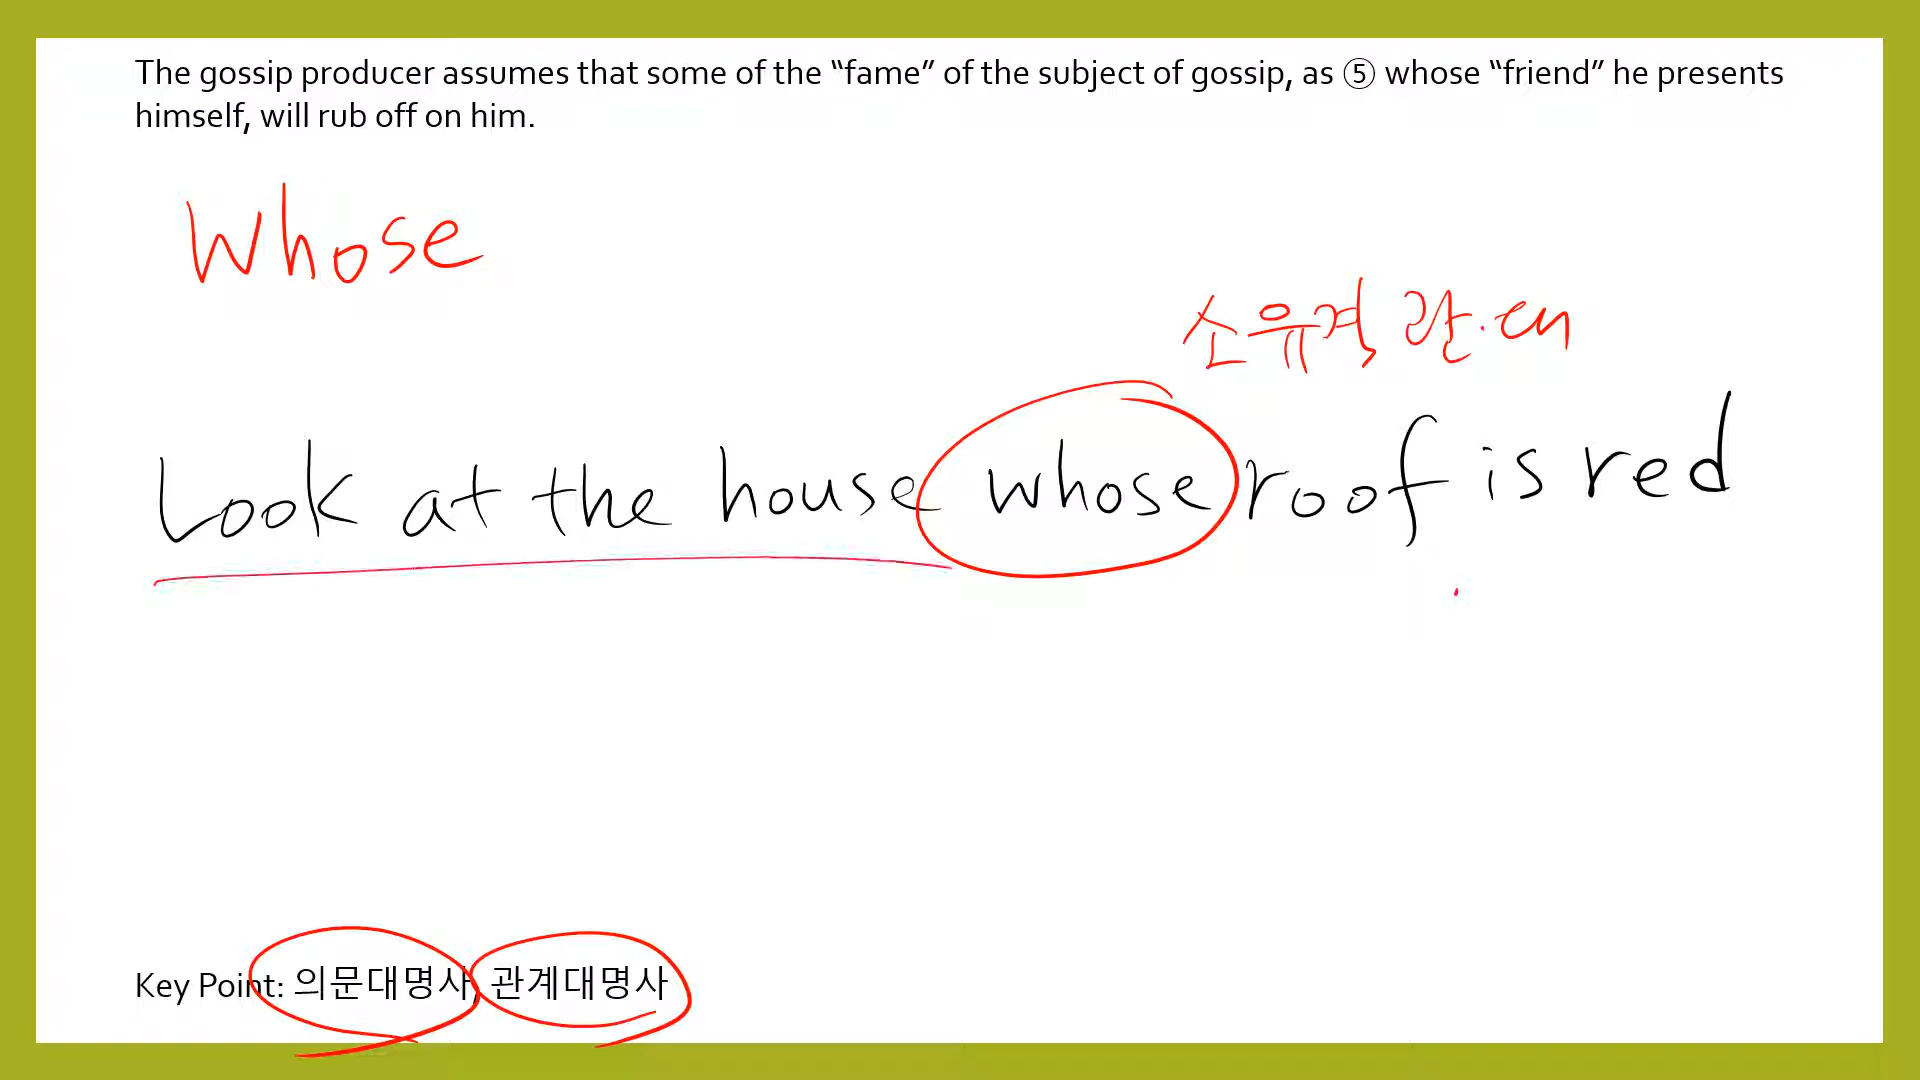 The gossip producer assumes that some of the “fame” of the subject of gossip, as ⑤ whose “friend” he presents
himself, will rub off on him.
Whose
소유격 관.대
Look at the house whose roof is red
Key Point: 의문대명사, 관계대명사